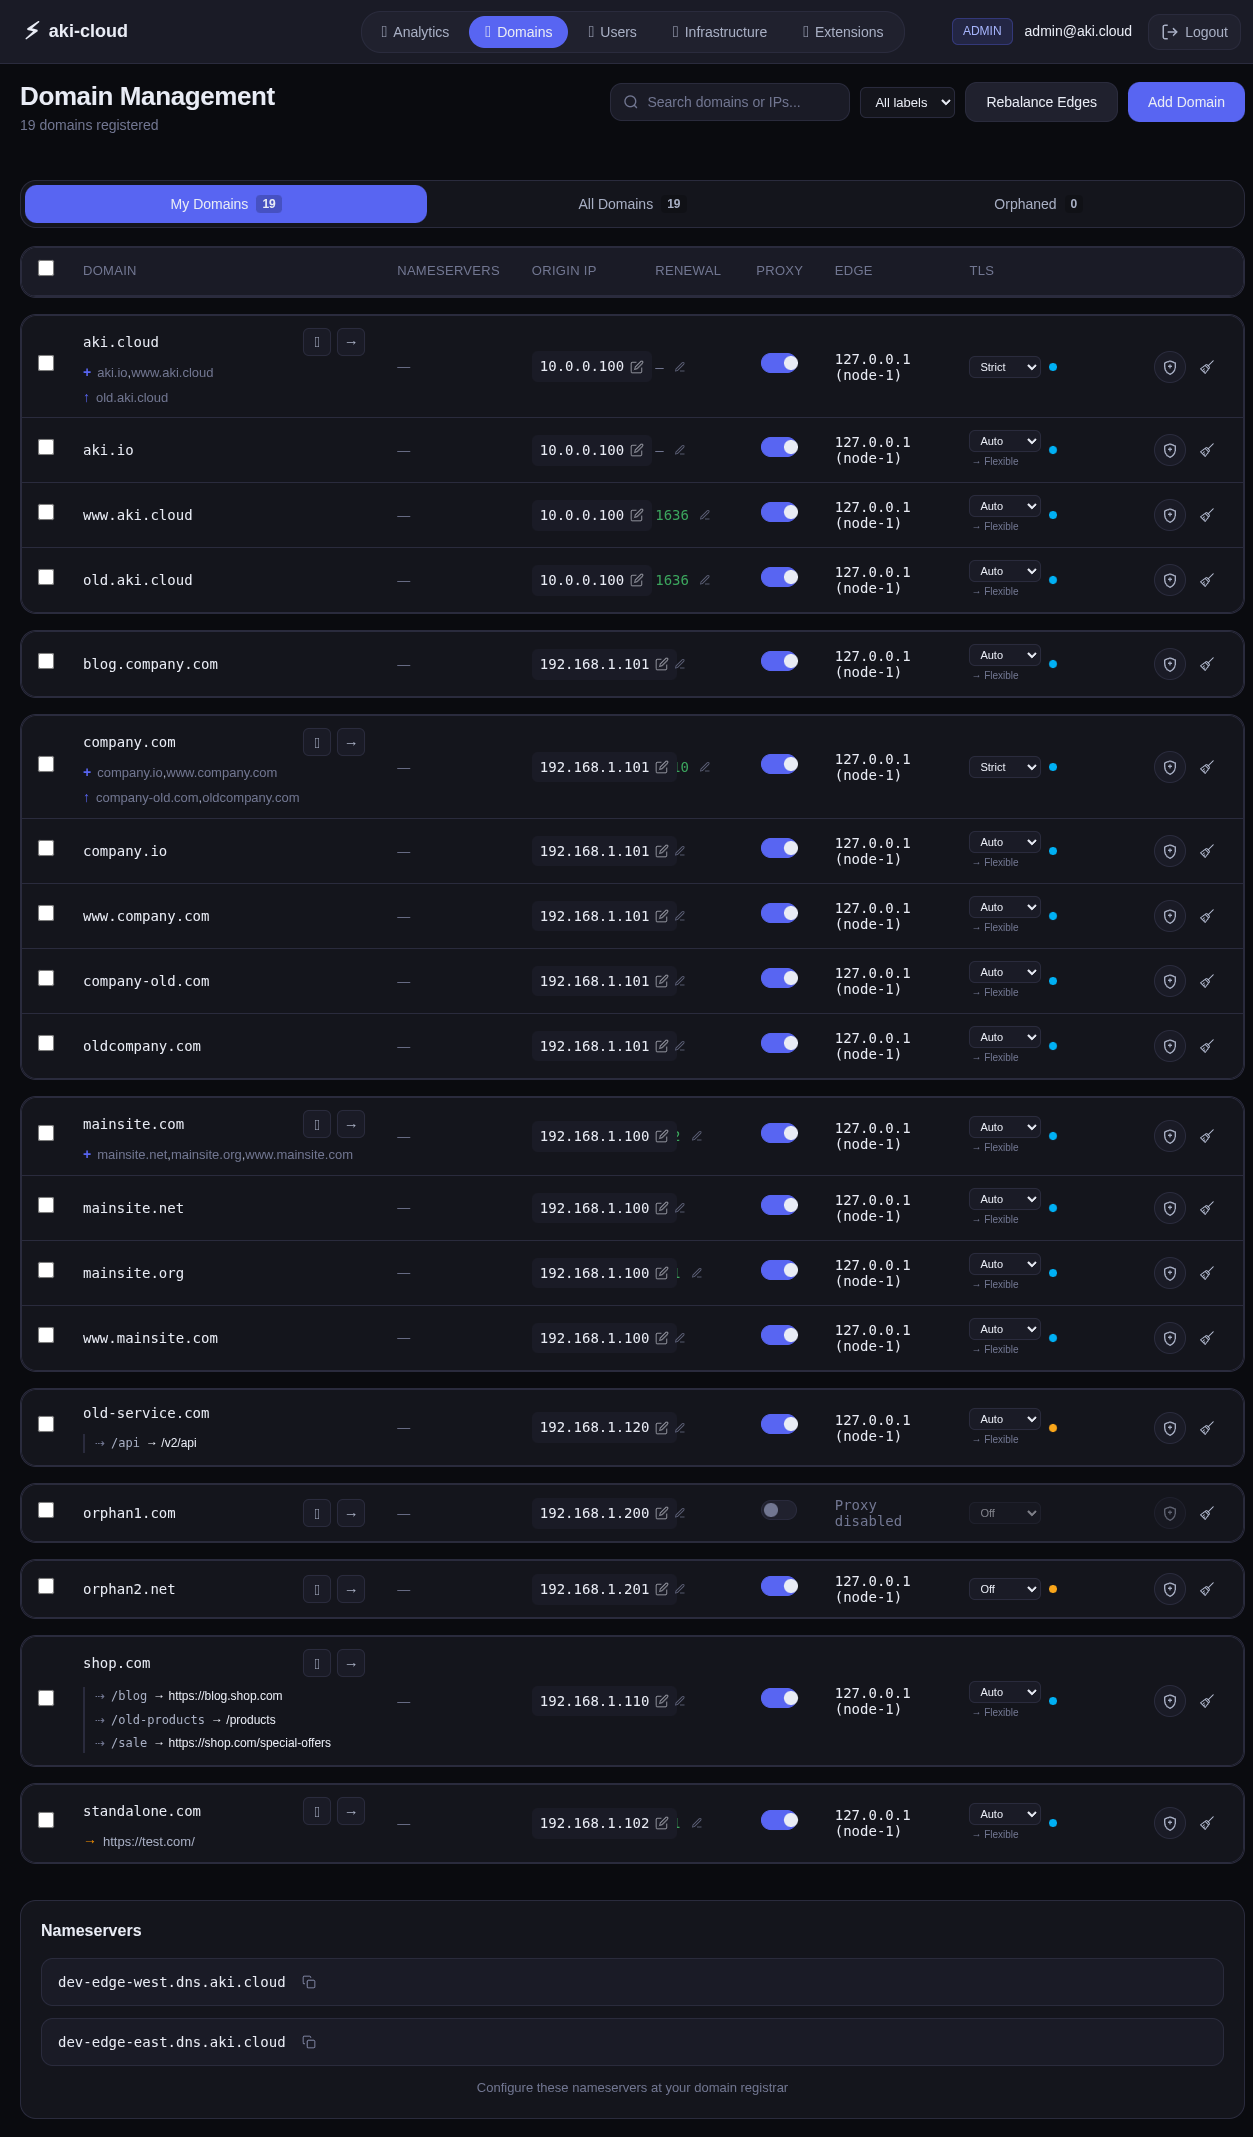 aki-cloud
Analytics
Domains
Users
Infrastructure
Extensions
ADMIN
admin@aki.cloud
Logout
Domain Management
19 domains registered
Search domains or IPs...
All labels
Rebalance Edges
Add Domain
My Domains 19
All Domains 19
Orphaned 0
DOMAIN NAMESERVERS ORIGIN IP RENEWAL PROXY EDGE TLS
aki.cloud →
+ aki.io,www.aki.cloud
↑ old.aki.cloud
— 10.0.0.100 — 127.0.0.1 (node-1) Strict
aki.io — 10.0.0.100 — 127.0.0.1 (node-1) Auto
→ Flexible
www.aki.cloud — 10.0.0.100 1636 127.0.0.1 (node-1) Auto
→ Flexible
old.aki.cloud — 10.0.0.100 1636 127.0.0.1 (node-1) Auto
→ Flexible
blog.company.com — 192.168.1.101 127.0.0.1 (node-1) Auto
→ Flexible
company.com →
+ company.io,www.company.com
↑ company-old.com,oldcompany.com
— 192.168.1.101 10 127.0.0.1 (node-1) Strict
company.io — 192.168.1.101 127.0.0.1 (node-1) Auto
→ Flexible
www.company.com — 192.168.1.101 127.0.0.1 (node-1) Auto
→ Flexible
company-old.com — 192.168.1.101 127.0.0.1 (node-1) Auto
→ Flexible
oldcompany.com — 192.168.1.101 127.0.0.1 (node-1) Auto
→ Flexible
mainsite.com →
+ mainsite.net,mainsite.org,www.mainsite.com
— 192.168.1.100 127.0.0.1 (node-1) Auto
→ Flexible
mainsite.net — 192.168.1.100 127.0.0.1 (node-1) Auto
→ Flexible
mainsite.org — 192.168.1.100 127.0.0.1 (node-1) Auto
→ Flexible
www.mainsite.com — 192.168.1.100 127.0.0.1 (node-1) Auto
→ Flexible
old-service.com
⇢ /api → /v2/api
— 192.168.1.120 127.0.0.1 (node-1) Auto
→ Flexible
orphan1.com → — 192.168.1.200 Proxy disabled Off
orphan2.net → — 192.168.1.201 127.0.0.1 (node-1) Off
shop.com →
⇢ /blog → https://blog.shop.com
⇢ /old-products → /products
⇢ /sale → https://shop.com/special-offers
— 192.168.1.110 127.0.0.1 (node-1) Auto
→ Flexible
standalone.com →
→ https://test.com/
— 192.168.1.102 127.0.0.1 (node-1) Auto
→ Flexible
Nameservers
dev-edge-west.dns.aki.cloud
dev-edge-east.dns.aki.cloud
Configure these nameservers at your domain registrar